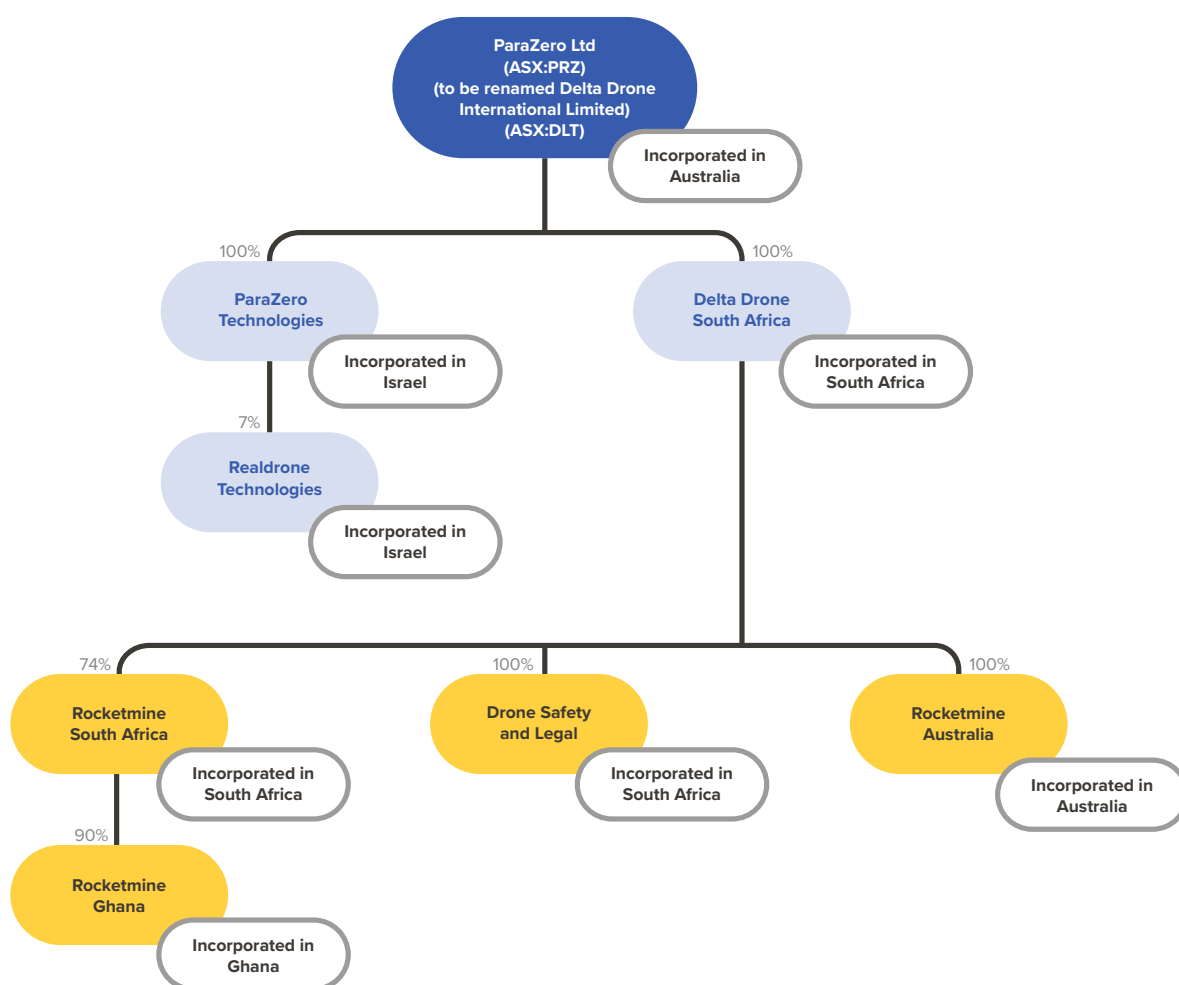 ParaZero Ltd
(ASX:PRZ)
(to be renamed Delta Drone
International Limited)
(ASX:DLT)
Incorporated in
Australia
100%
100%
ParaZero
Technologies
Incorporated in
Israel
Delta Drone
South Africa
Incorporated in
South Africa
7%
Realdrone
Technologies
Incorporated in
Israel
74%
100%
100%
Rocketmine
South Africa
Incorporated in
South Africa
Drone Safety
and Legal
Incorporated in
South Africa
Rocketmine
Australia
Incorporated in
Australia
90%
Rocketmine
Ghana
Incorporated in
Ghana